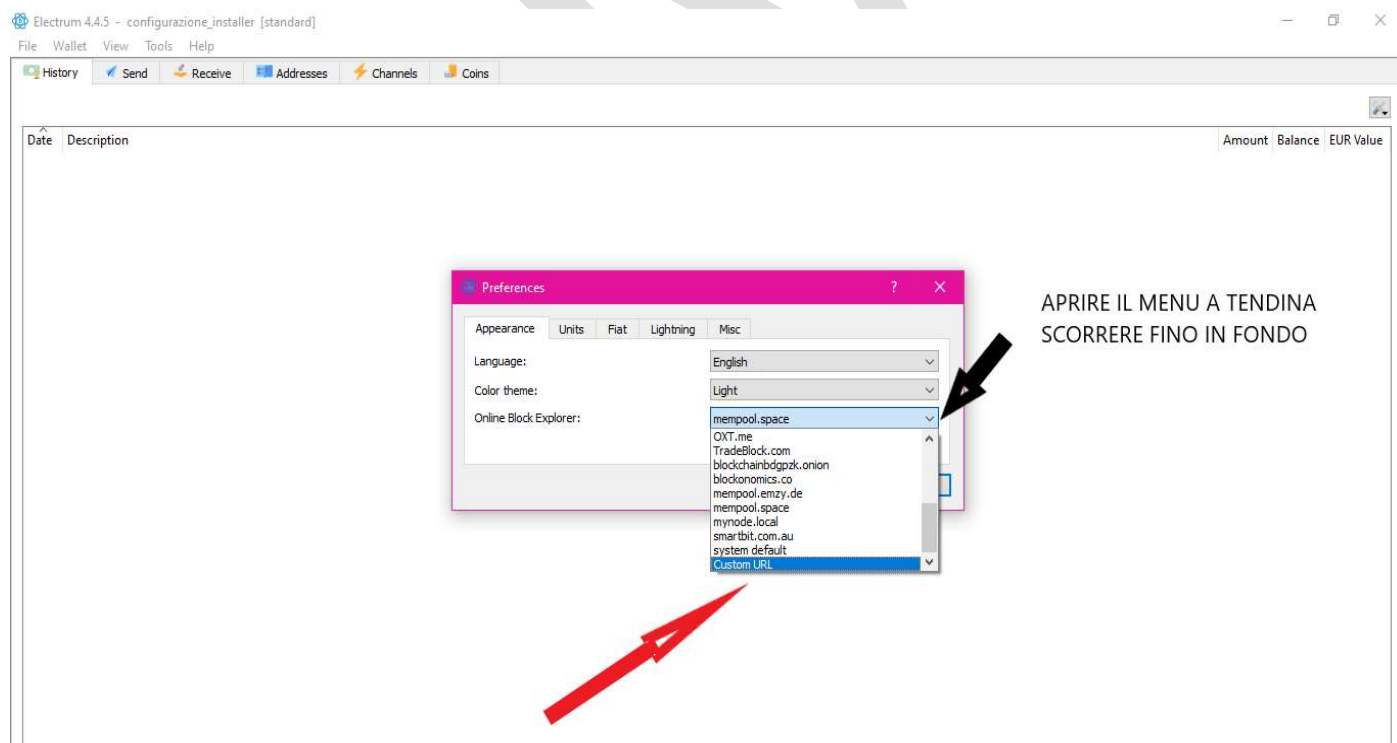 Electrum 4.4.5 - configurazione_installer [standard]
File Wallet View Tools Help
History Send Receive Addresses Channels Coins
Date Description Amount Balance EUR Value
Preferences ?
Appearance Units Fiat Lightning Misc
Language: English
Color theme: Light
Online Block Explorer: mempool.space
OXT.me
TradeBlock.com
blockchainbdgpzk.onion
blockonomics.co
mempool.emzy.de
mempool.space
mynode.local
smartbit.com.au
system default
Custom URL
APRIRE IL MENU A TENDINA
SCORRERE FINO IN FONDO